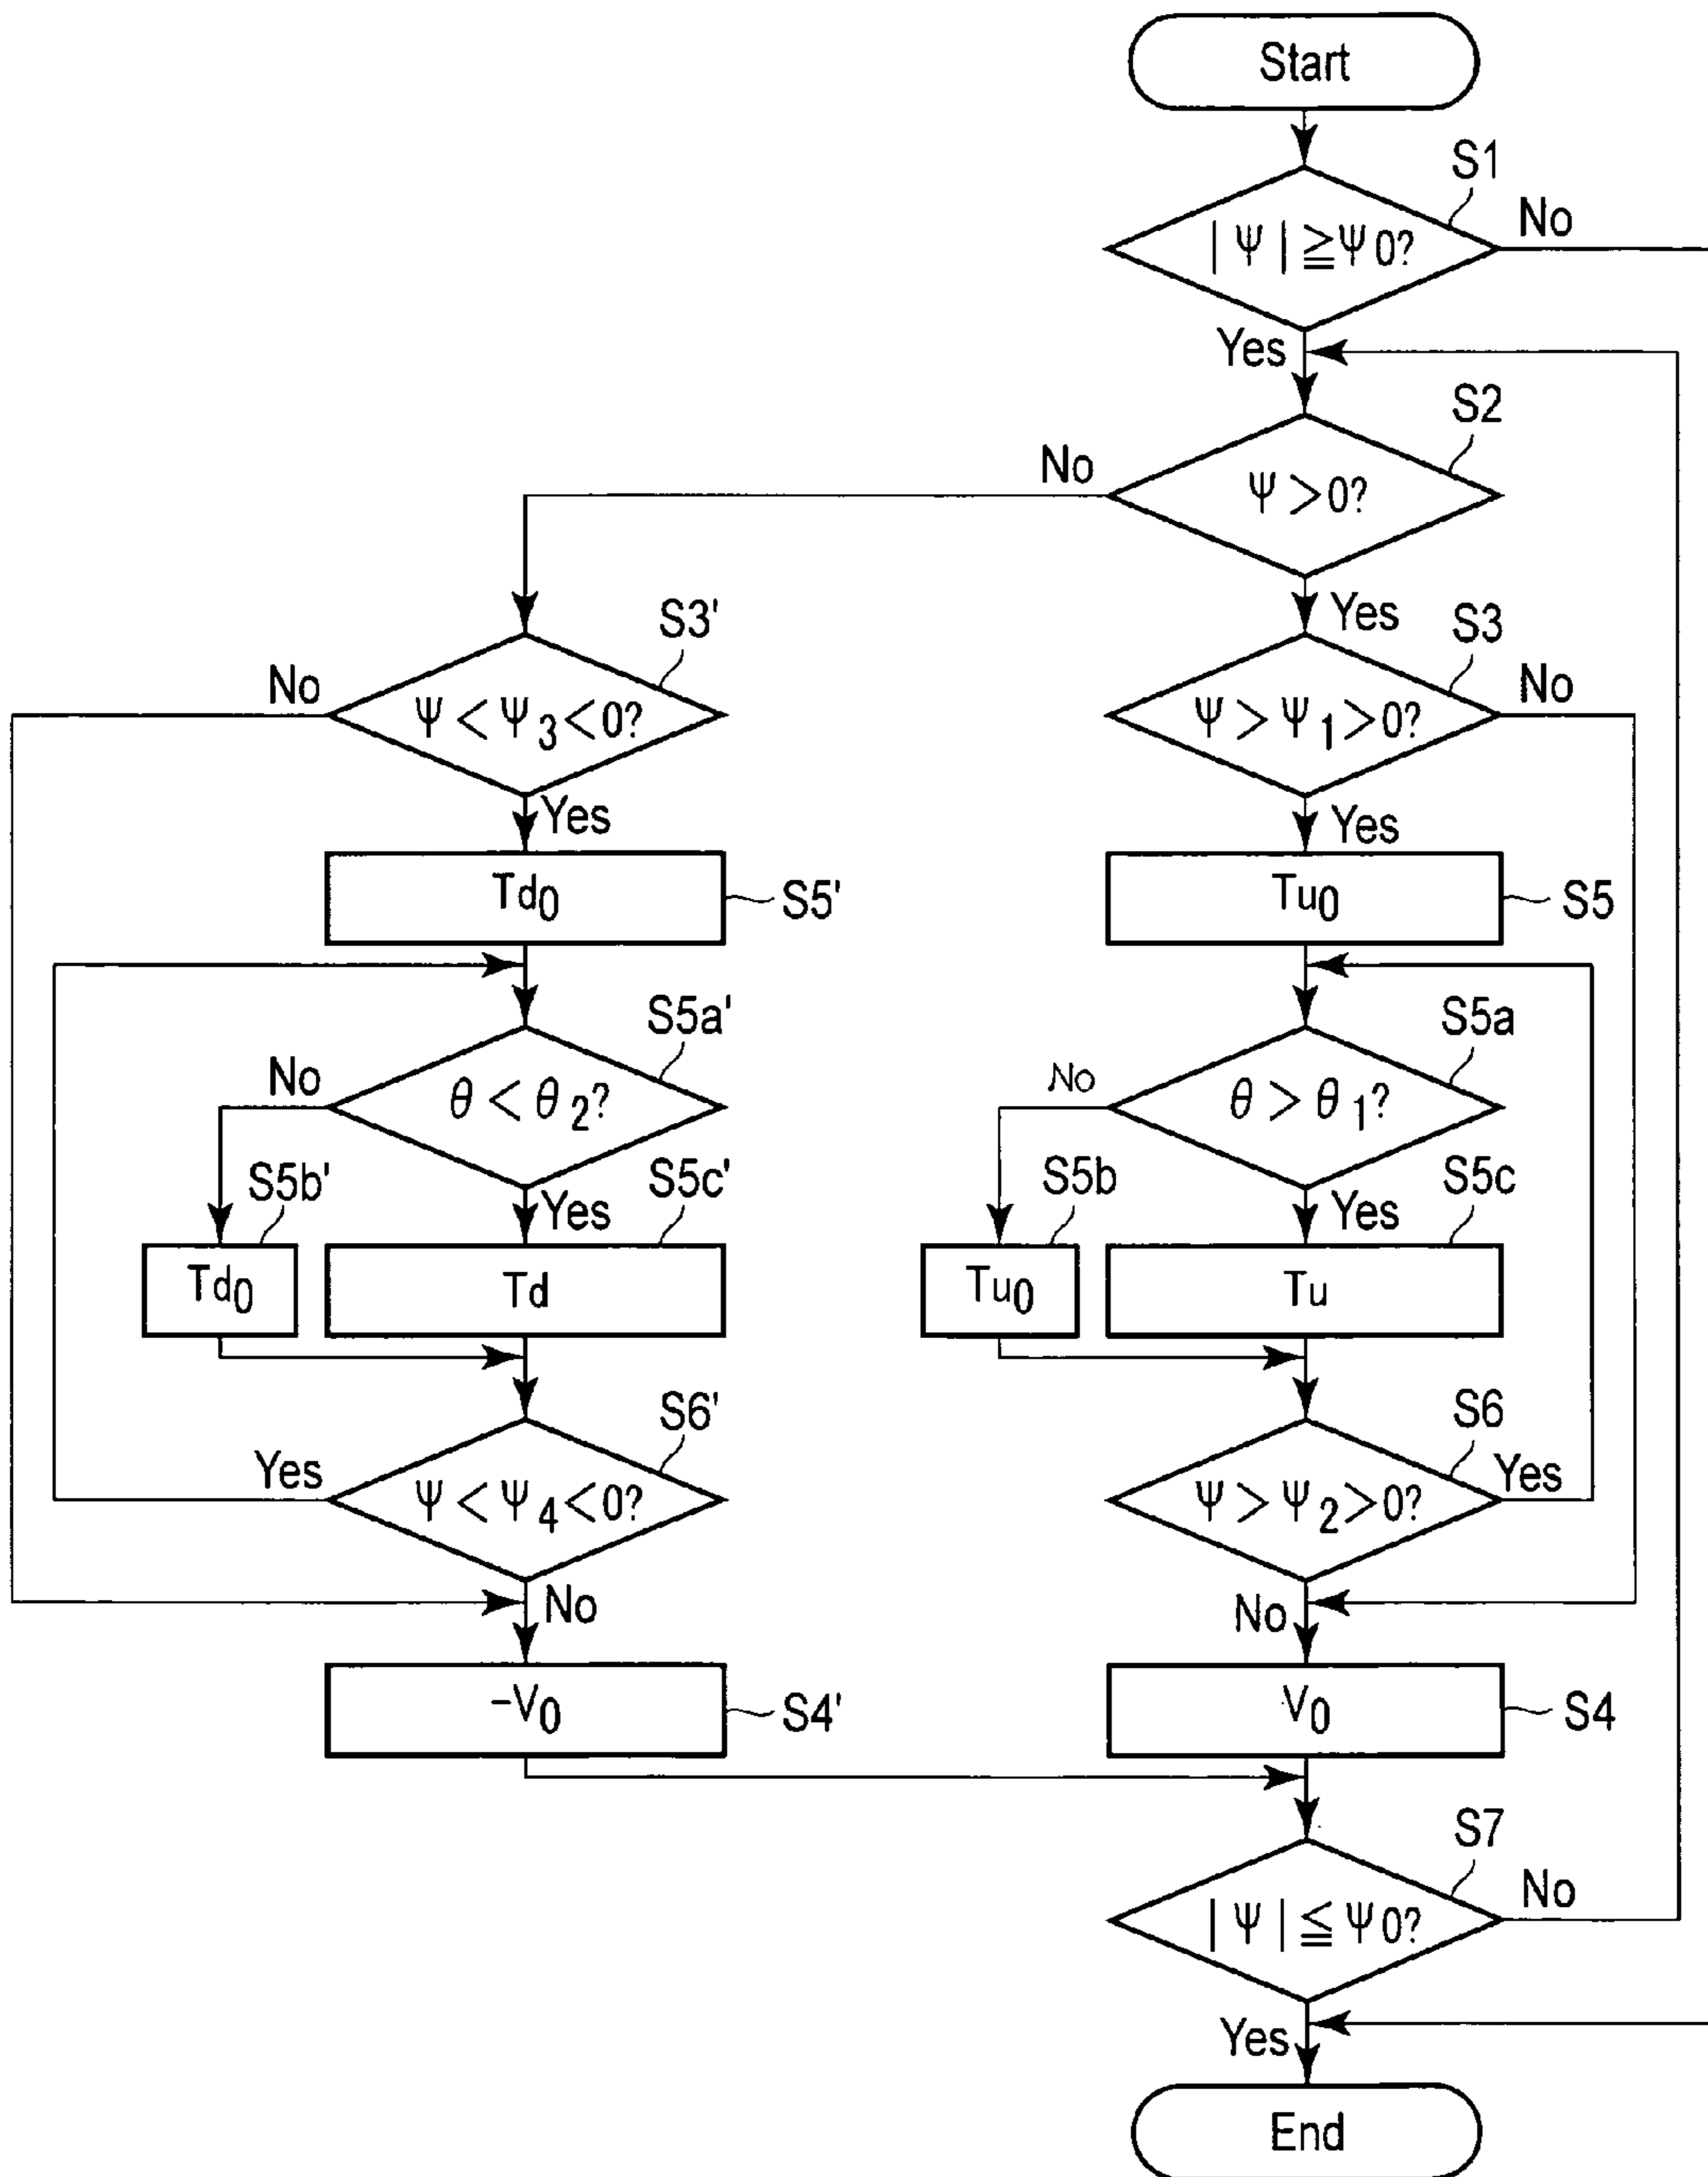 Start
S1
| Ψ | ≧ Ψ0?
No
Yes
S2
Ψ > 0?
No
Yes
S3'
Ψ < Ψ3 < 0?
No
Yes
S3
Ψ > Ψ1 > 0?
No
Yes
Td0
S5'
Tu0
S5
S5a'
θ < θ2?
No
Yes
S5a
θ > θ1?
No
Yes
S5b'
Td0
S5c'
Td
S5b
Tu0
S5c
Tu
S6'
Ψ < Ψ4 < 0?
Yes
No
S6
Ψ > Ψ2 > 0?
Yes
No
-V0
S4'
V0
S4
S7
| Ψ | ≦ Ψ0?
No
Yes
End